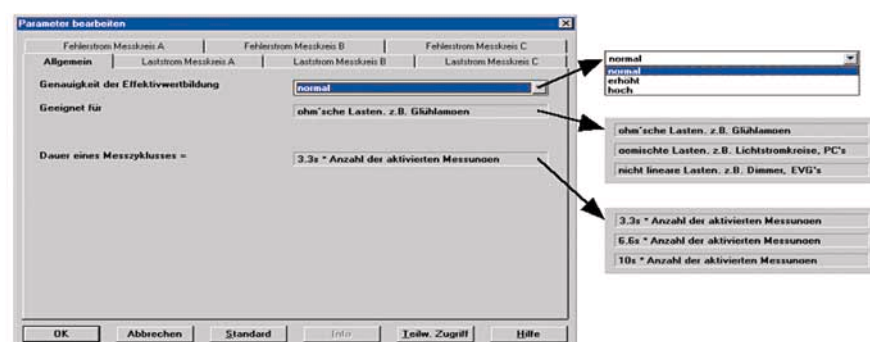 Parameter bearbeiten
Fehlerstrom Messkreis A
Fehlerstrom Messkreis B
Fehlerstrom Messkreis C
Allgemein
Laststrom Messkreis A
Laststrom Messkreis B
Laststrom Messkreis C
Genauigkeit der Effektivwertbildung
normal
Geeignet für
ohm'sche Lasten, z.B. Glühlampen
Dauer eines Messzyklusses =
3.3s * Anzahl der aktivierten Messungen
OK
Abbrechen
Standard
Info
Teilw. Zugriff
Hilfe
normal
normal
erhöht
hoch
ohm'sche Lasten, z.B. Glühlampen
gemischte Lasten, z.B. Lichtstromkreise, PC's
nicht lineare Lasten, z.B. Dimmer, EVG's
3.3s * Anzahl der aktivierten Messungen
6.6s * Anzahl der aktivierten Messungen
10s * Anzahl der aktivierten Messungen